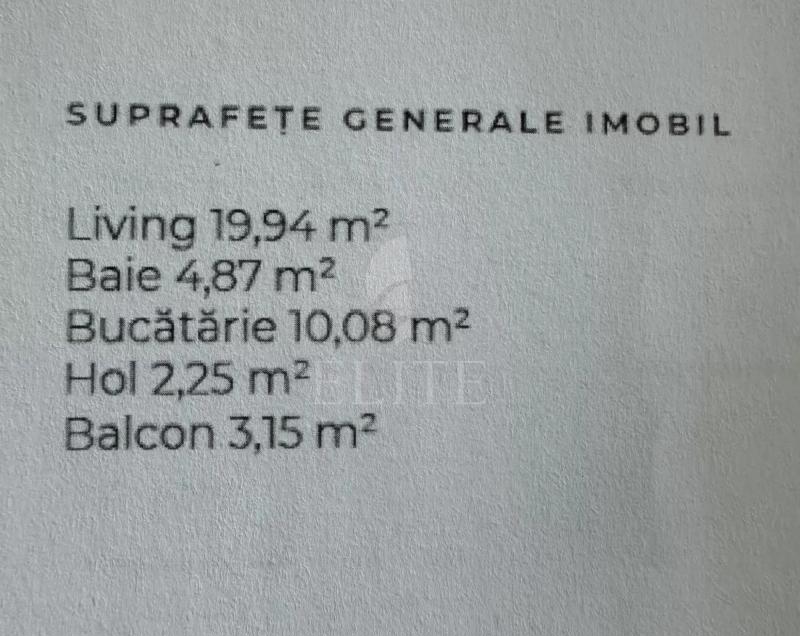 SUPRAFEȚE GENERALE IMOBIL
Living 19,94 m²
Baie 4,87 m²
Bucătărie 10,08 m²
Hol 2,25 m²
ELITE
Balcon 3,15 m²